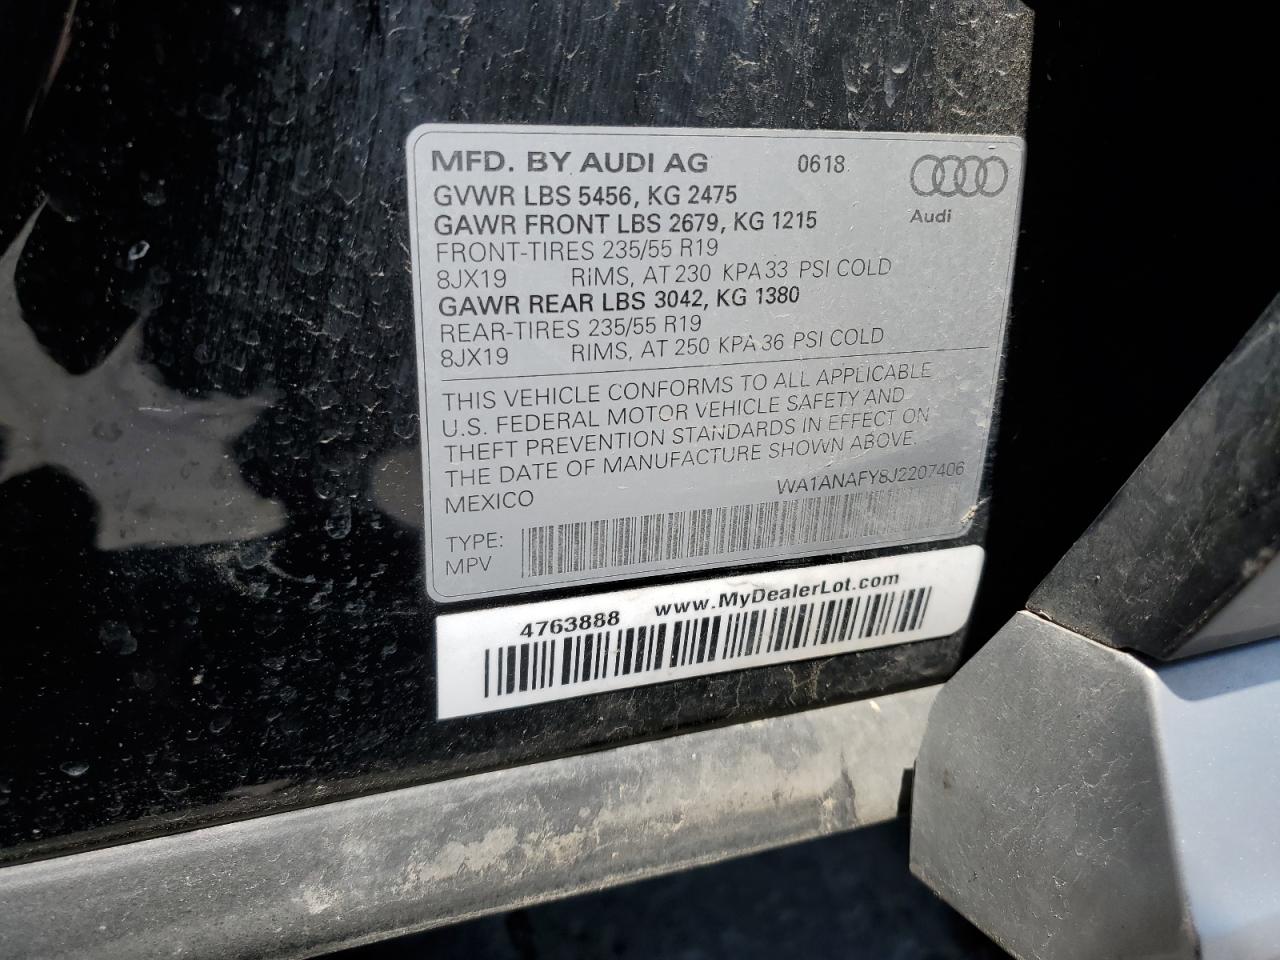 MFD. BY AUDI AG 0618
Audi
GVWR LBS 5456, KG 2475
GAWR FRONT LBS 2679, KG 1215
FRONT-TIRES 235/55 R19
8JX19 RIMS, AT 230 KPA 33 PSI COLD
GAWR REAR LBS 3042, KG 1380
REAR-TIRES 235/55 R19
8JX19 RIMS, AT 250 KPA 36 PSI COLD
THIS VEHICLE CONFORMS TO ALL APPLICABLE
U.S. FEDERAL MOTOR VEHICLE SAFETY AND
THEFT PREVENTION STANDARDS IN EFFECT ON
THE DATE OF MANUFACTURE SHOWN ABOVE.
MEXICO WA1ANAFY8J2207406
TYPE:
MPV
4763888 www.MyDealerLot.com